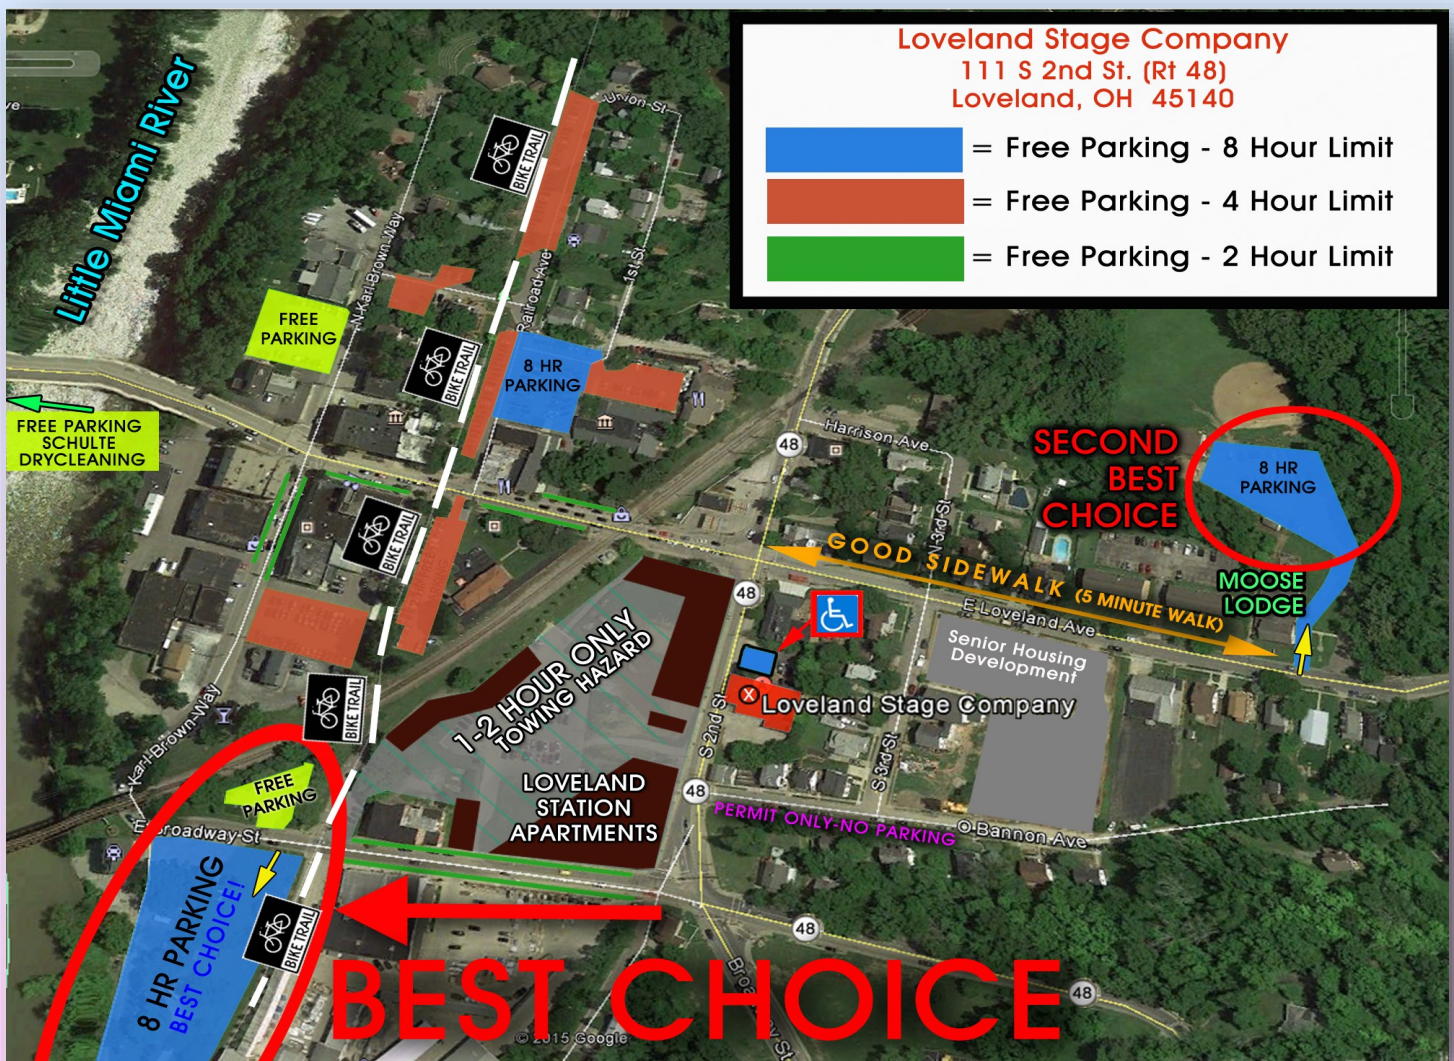 Loveland Stage Company
111 S 2nd St. (Rt 48)
Loveland, OH 45140
= Free Parking - 8 Hour Limit
= Free Parking - 4 Hour Limit
= Free Parking - 2 Hour Limit
Little Miami River
Union St
BIKE TRAIL
N Karl Brown Way
Railroad Ave
1st St
FREE
PARKING
BIKE TRAIL
8 HR
PARKING
FREE PARKING
SCHULTE
DRYCLEANING
48
Harrison Ave
SECOND
BEST
CHOICE
8 HR
PARKING
N 3rd St
BIKE TRAIL
GOOD SIDEWALK (5 MINUTE WALK)
MOOSE
LODGE
48
E Loveland Ave
Senior Housing
Development
1-2 HOUR ONLY
TOWING HAZARD
BIKE TRAIL
X
Loveland Stage Company
S 2nd St
S 3rd St
Karl Brown Way
FREE
PARKING
LOVELAND
STATION
APARTMENTS
48
PERMIT ONLY-NO PARKING
O Bannon Ave
E Broadway St
8 HR PARKING
BEST CHOICE!
BIKE TRAIL
48
BEST CHOICE
48
Broadway St
© 2015 Google